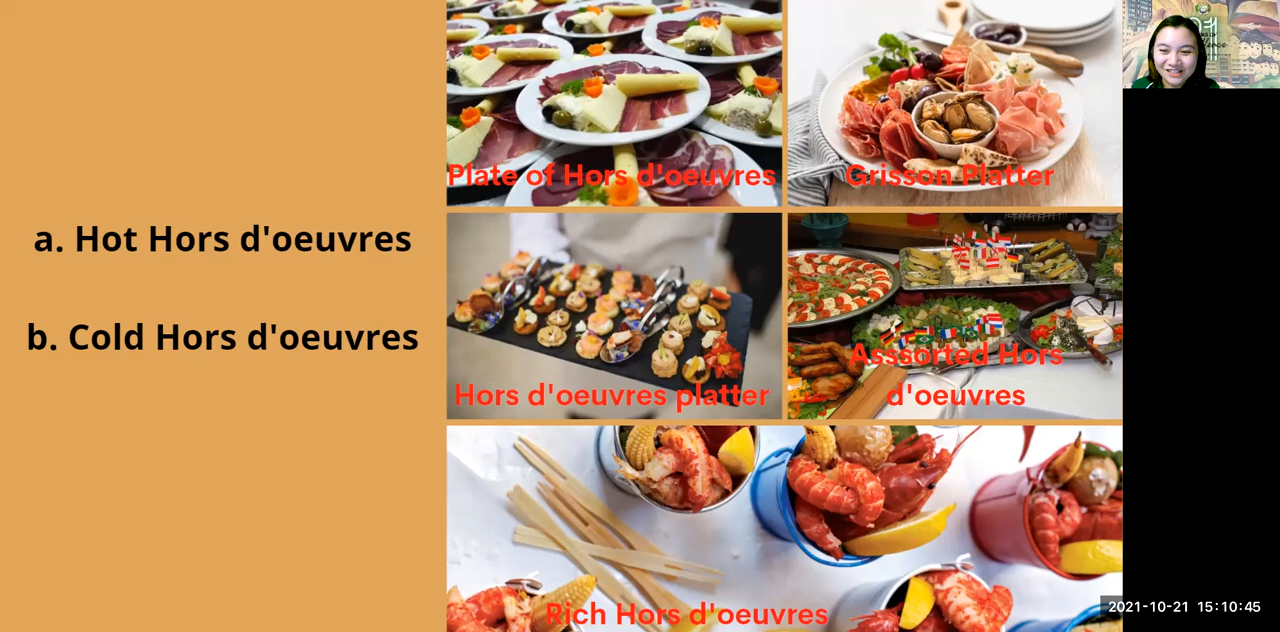 a. Hot Hors d'oeuvres
b. Cold Hors d'oeuvres
Plate of Hors d'oeuvres
Grisson Platter
Hors d'oeuvres platter
Asssorted Hors
d'oeuvres
Rich Hors d'oeuvres
2021-10-21 15:10:45